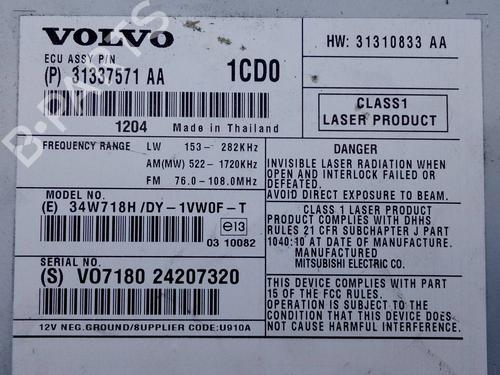 VOLVO
ECU ASSY P/N
(P) 31337571 AA 1CD0
1204 Made in Thailand
FREQUENCY RANGE LW 153- 282KHz
AM(MW) 522- 1720KHz
FM 76.0-108.0MHz
MODEL NO.
(E) 34W718H/DY-1VW0F-T
e13
03 10082
SERIAL NO.
(S) VO7180 24207320
12V NEG.GROUND/SUPPLIER CODE:U910A
HW: 31310833 AA
CLASS1
LASER PRODUCT
DANGER
INVISIBLE LASER RADIATION WHEN
OPEN AND INTERLOCK FAILED OR
DEFEATED.
AVOID DIRECT EXPOSURE TO BEAM.
CLASS 1 LASER PRODUCT
PRODUCT COMPLIES WITH DHHS
RULES 21 CFR SUBCHAPTER J PART
1040:10 AT DATE OF MANUFACTURE.
MANUFACTURED
MITSUBISHI ELECTRIC CO.
THIS DEVICE COMPLIES WITH PART
15 OF THE FCC RULES.
OPERATION IS SUBJECT TO THE
CONDITION THAT THIS DEVICE DOES
NOT CAUSE HARMFUL INTERFERENCE.
B-PARTS